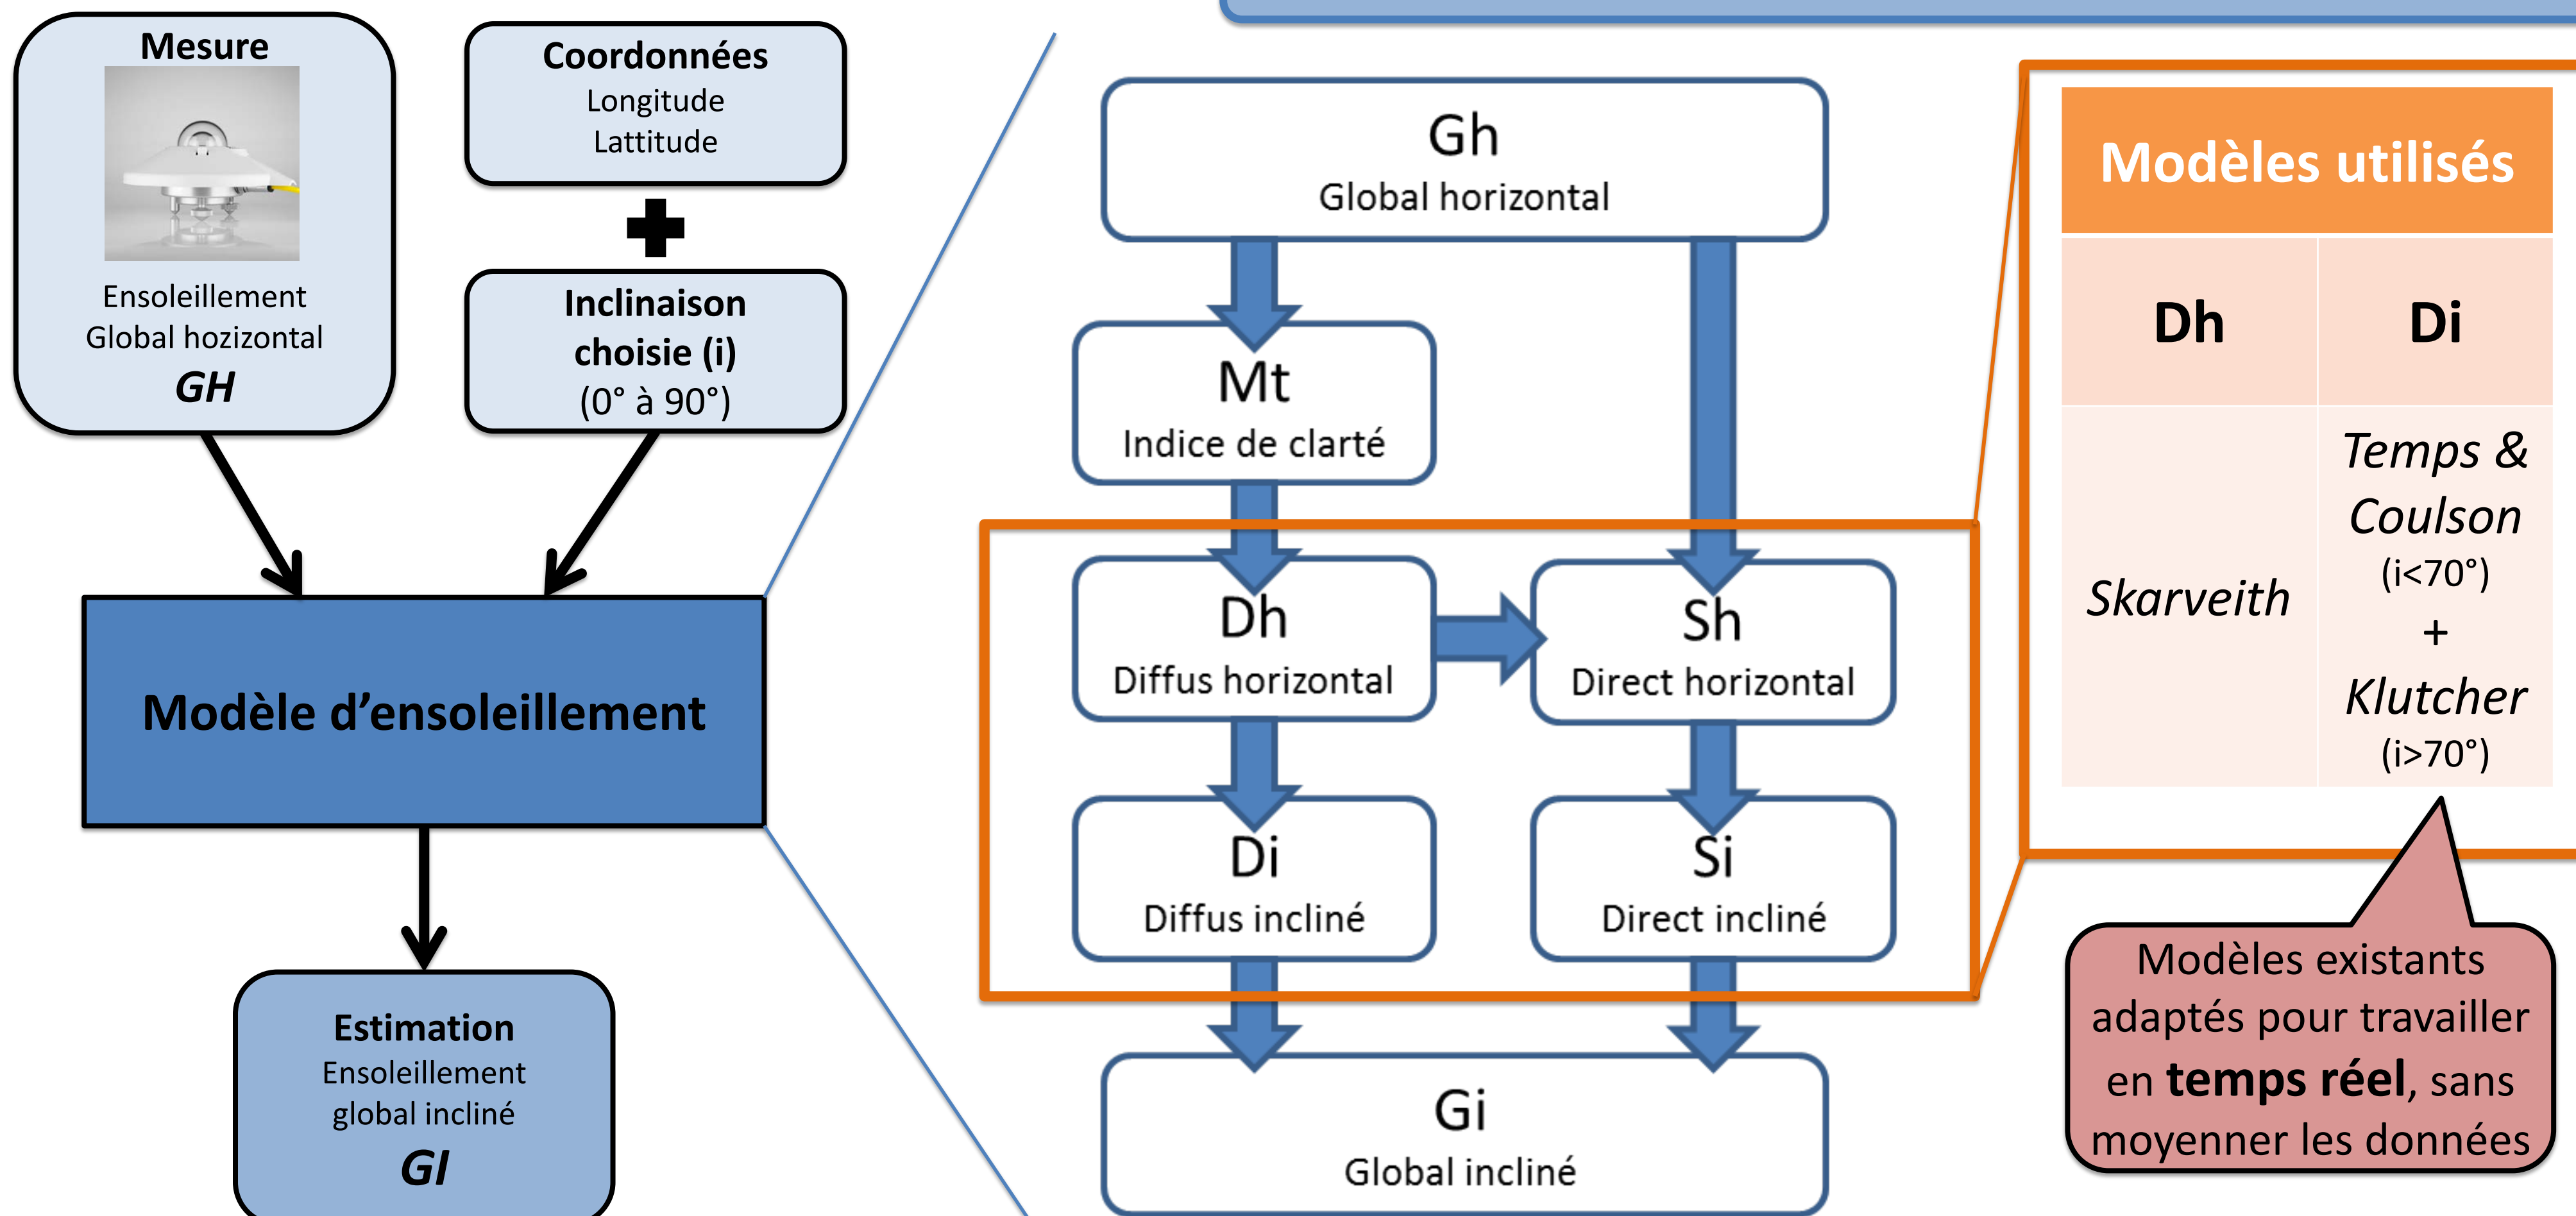 Mesure
Ensoleillement
Global hozizontal
GH
Coordonnées
Longitude
Lattitude
Inclinaison
choisie (i)
(0° à 90°)
Modèle d’ensoleillement
Estimation
Ensoleillement
global incliné
GI
Gh
Global horizontal
Mt
Indice de clarté
Dh
Diffus horizontal
Sh
Direct horizontal
Di
Diffus incliné
Si
Direct incliné
Gi
Global incliné
Modèles utilisés
Dh
Di
Skarveith
Temps &
Coulson
(i<70°)
+
Klutcher
(i>70°)
Modèles existants
adaptés pour travailler
en temps réel, sans
moyenner les données